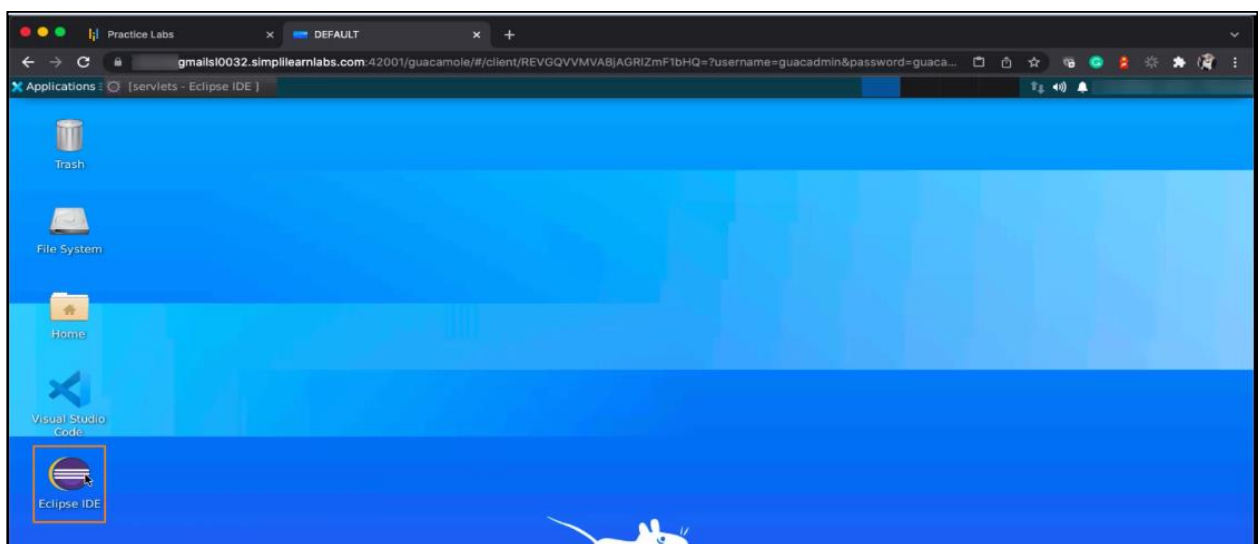 Practice Labs
DEFAULT
gmailsl0032.simplilearnlabs.com:42001/guacamole/#/client/REVGQVVMVABjAGRIZmF1bHQ=?username=guacadmin&password=guaca...
Applications
[servlets - Eclipse IDE ]
Trash
File System
Home
Visual Studio
Code
Eclipse IDE